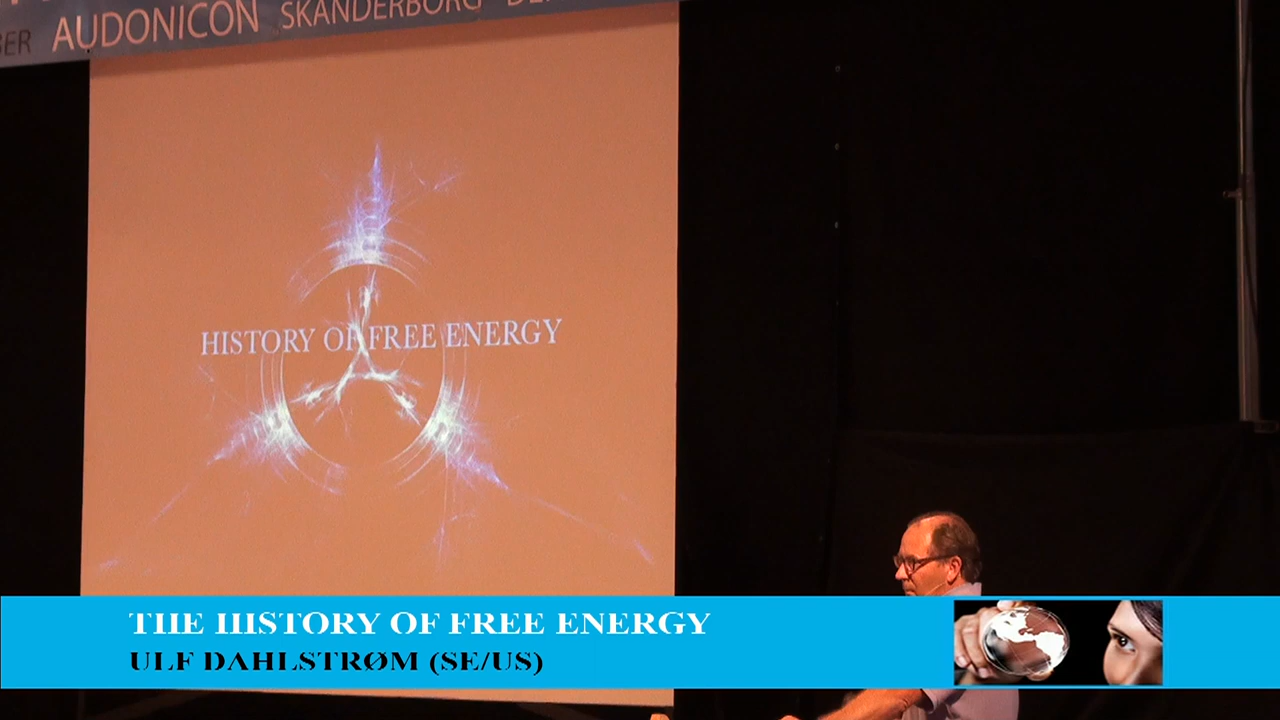 AUDONICON SKANDERBORG
HISTORY OF FREE ENERGY
THE HISTORY OF FREE ENERGY
ULF DAHLSTRØM (SE/US)